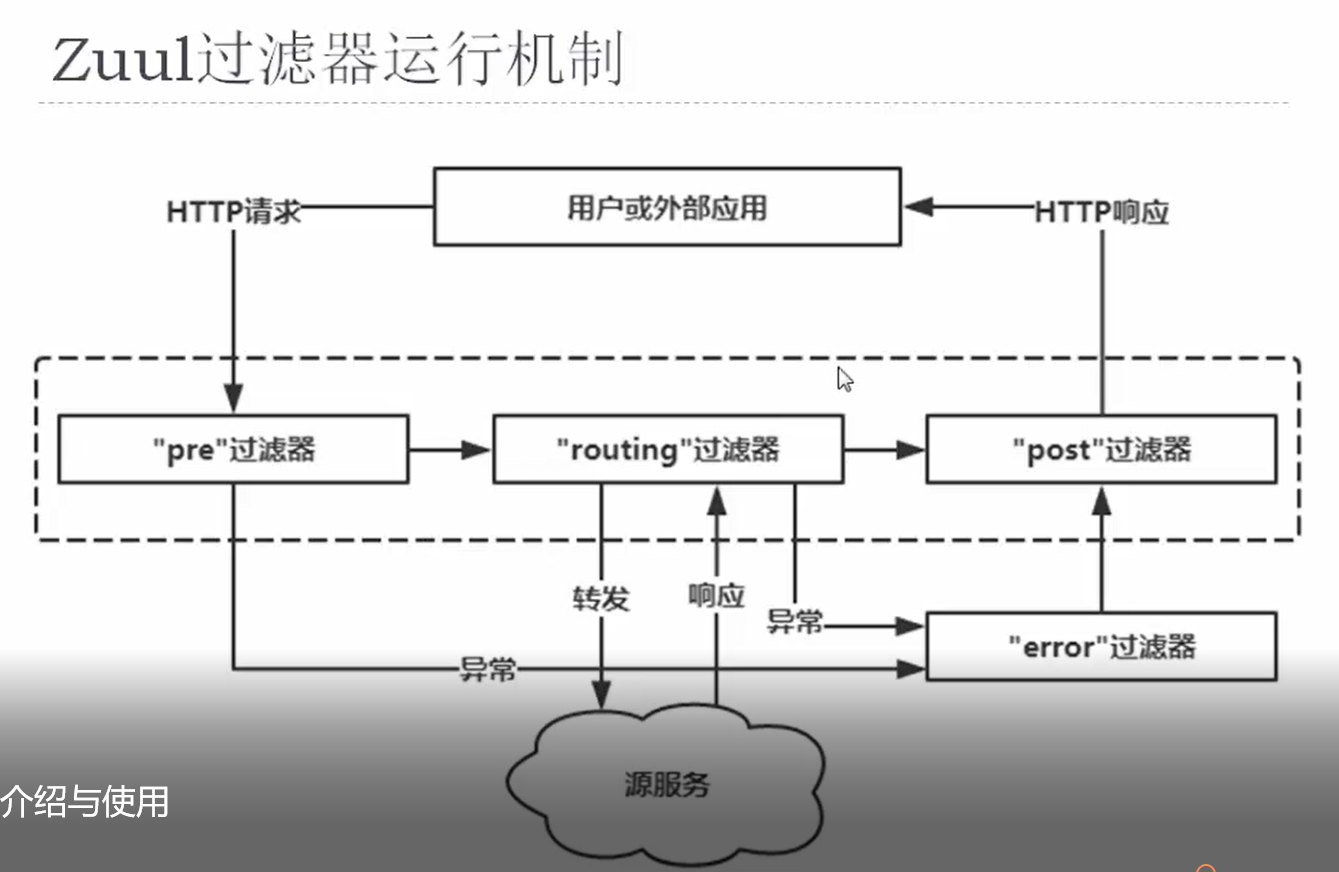 Zuul过滤器运行机制
HTTP请求
用户或外部应用
HTTP响应
"pre"过滤器
"routing"过滤器
"post"过滤器
转发
响应
异常
"error"过滤器
异常
源服务
介绍与使用